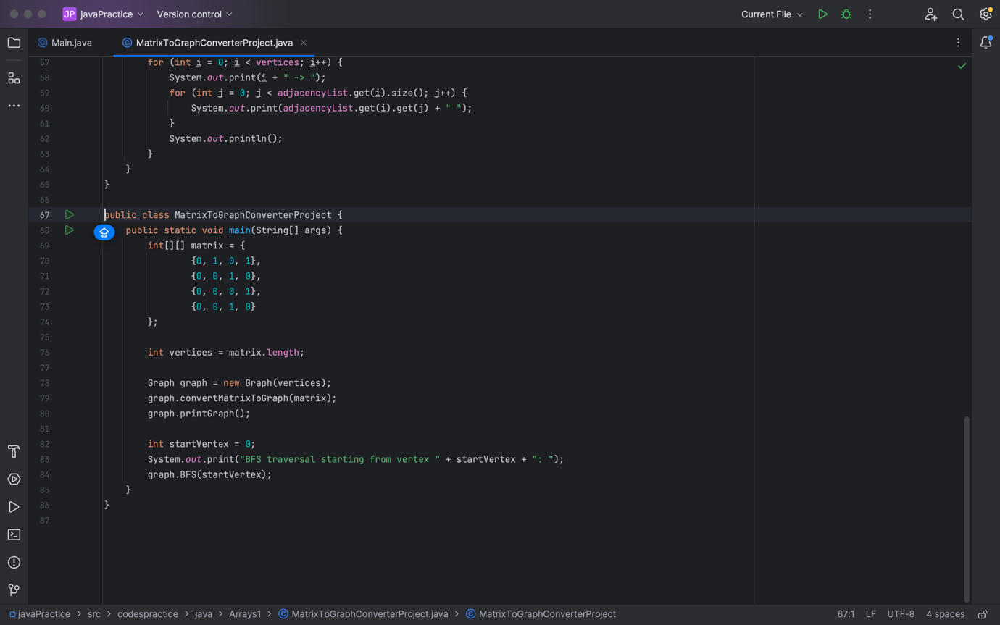 JP javaPractice Version control Current File
Main.java MatrixToGraphConverterProject.java
57 for (int i = 0; i < vertices; i++) {
58 System.out.print(i + " -> ");
59 for (int j = 0; j < adjacencyList.get(i).size(); j++) {
60 System.out.print(adjacencyList.get(i).get(j) + " ");
61 }
62 System.out.println();
63 }
64 }
65 }
66
67 public class MatrixToGraphConverterProject {
68 public static void main(String[] args) {
69 int[][] matrix = {
70 {0, 1, 0, 1},
71 {0, 0, 1, 0},
72 {0, 0, 0, 1},
73 {0, 0, 1, 0}
74 };
75
76 int vertices = matrix.length;
77
78 Graph graph = new Graph(vertices);
79 graph.convertMatrixToGraph(matrix);
80 graph.printGraph();
81
82 int startVertex = 0;
83 System.out.print("BFS traversal starting from vertex " + startVertex + ": ");
84 graph.BFS(startVertex);
85 }
86 }
87
javaPractice > src > codespractice > java > Arrays1 > MatrixToGraphConverterProject.java > MatrixToGraphConverterProject 67:1 LF UTF-8 4 spaces